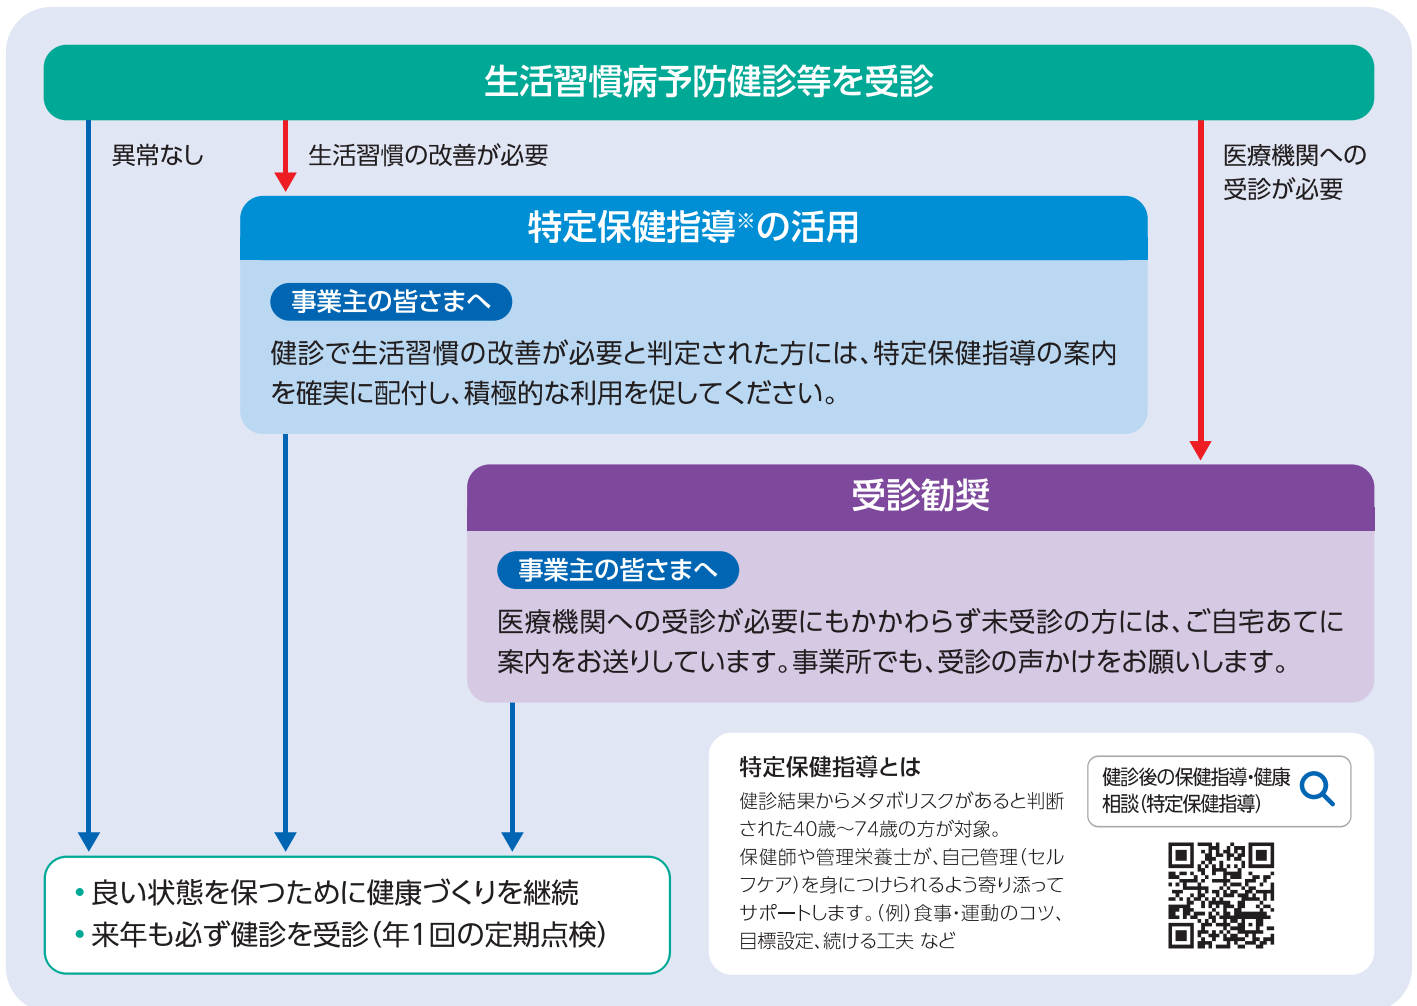 生活習慣病予防健診等を受診
異常なし
生活習慣の改善が必要
医療機関への
受診が必要
特定保健指導※の活用
事業主の皆さまへ
健診で生活習慣の改善が必要と判定された方には、特定保健指導の案内
を確実に配付し、積極的な利用を促してください。
受診勧奨
事業主の皆さまへ
医療機関への受診が必要にもかかわらず未受診の方には、ご自宅あてに
案内をお送りしています。事業所でも、受診の声かけをお願いします。
・良い状態を保つために健康づくりを継続
・来年も必ず健診を受診（年1回の定期点検）
特定保健指導とは
健診結果からメタボリスクがあると判断
された40歳～74歳の方が対象。
保健師や管理栄養士が、自己管理（セル
フケア）を身につけられるよう寄り添って
サポートします。（例）食事・運動のコツ、
目標設定、続ける工夫 など
健診後の保健指導・健康
相談（特定保健指導）